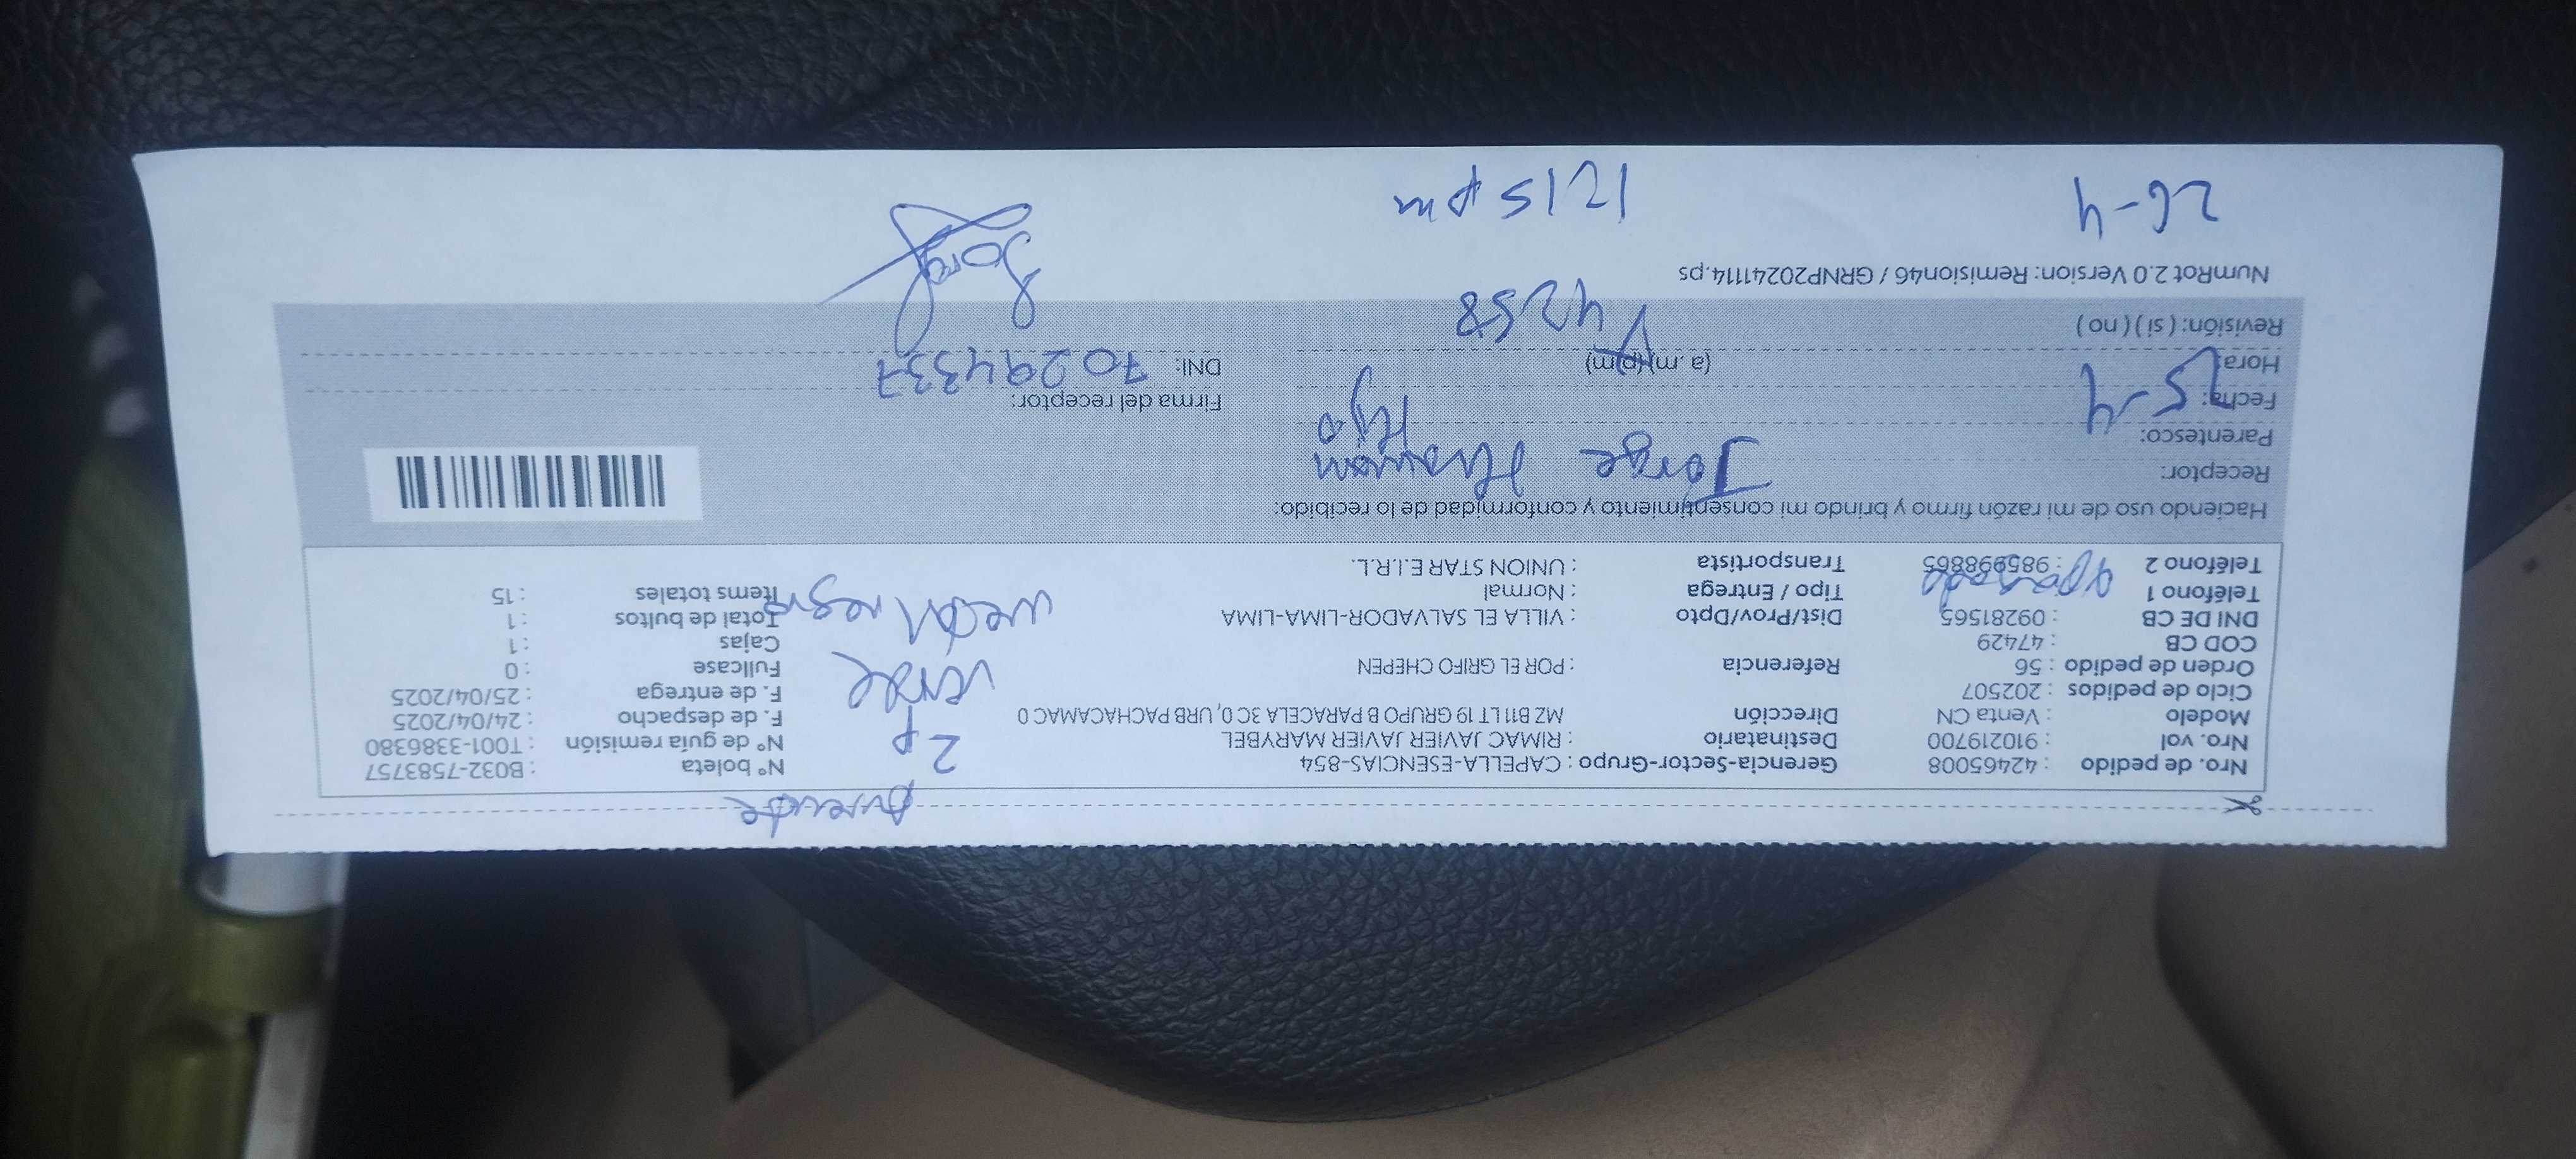 puerta
Nro. de pedido : 42465008 Gerencia-Sector-Grupo : CAPELLA-ESENCIAS-854 N° boleta : B032-7583757
Nro. vol : 910219700 Destinatario : RIMAC JAVIER JAVIER MARYBEL 2p N° de guía remisión : T001-3386380
Modelo : Venta CN Dirección MZ B11 LT 19 GRUPO B PARACELA 3C 0, URB PACHACAMAC 0 F. de despacho : 24/04/2025
Ciclo de pedidos : 202507 verde F. de entrega : 25/04/2025
Orden de pedido : 56 Referencia : POR EL GRIFO CHEPEN Fullcase : 0
COD CB : 47429 Cajas : 1
DNI DE CB : 09281565 Dist/Prov/Dpto : VILLA EL SALVADOR-LIMA-LIMA negro Total de bultos : 1
Teléfono 1 apagado Tipo / Entrega : Normal Items totales : 15
Teléfono 2 : 985998865 Transportista : UNION STAR E.I.R.L.
Haciendo uso de mi razón firmo y brindo mi consentimiento y conformidad de lo recibido:
Receptor: Jorge
Parentesco: Hijo
Fecha: 25-4 Firma del receptor:
Hora: (a.m)(p.m) DNI: 70294337
Revisión: ( si ) ( no ) 4258
NumRot 2.0 Version: Remision46 / GRNP20241114.ps Jorge
26-4 1215 pm